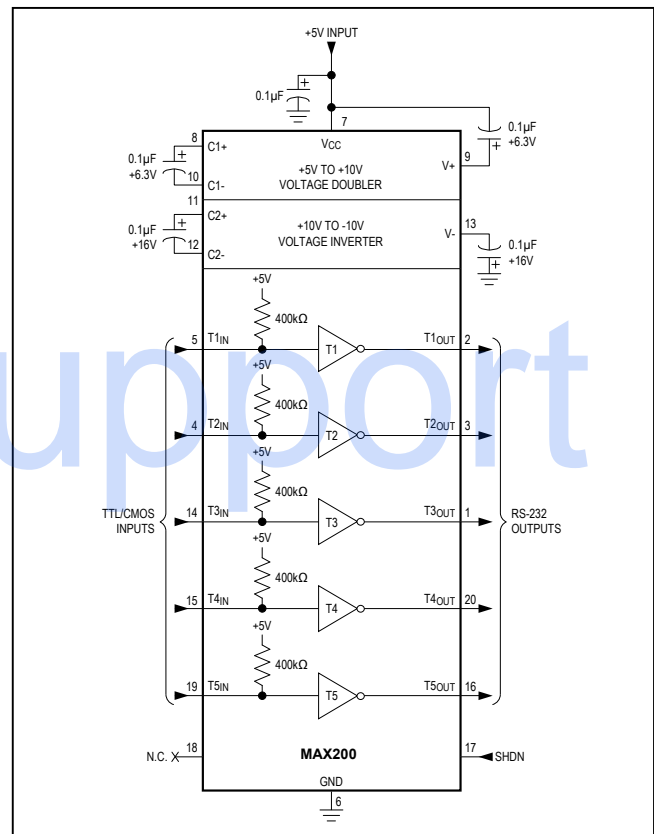 +5V INPUT
0.1µF
7
VCC
0.1µF
+6.3V
8
C1+
0.1µF
+6.3V
10
C1-
+5V TO +10V
VOLTAGE DOUBLER
V+
9
11
C2+
0.1µF
+16V
12
C2-
+10V TO -10V
VOLTAGE INVERTER
V-
13
0.1µF
+16V
+5V
400kΩ
5
T1IN
T1
T1OUT
2
+5V
400kΩ
4
T2IN
T2
T2OUT
3
+5V
400kΩ
TTL/CMOS
INPUTS
14
T3IN
T3
T3OUT
1
RS-232
OUTPUTS
+5V
400kΩ
15
T4IN
T4
T4OUT
20
+5V
400kΩ
19
T5IN
T5
T5OUT
16
N.C.
18
MAX200
17
SHDN
GND
6
upport